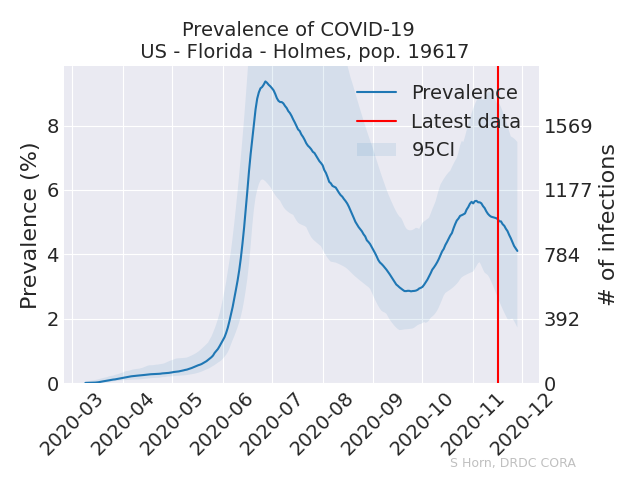 Prevalence of COVID-19
US - Florida - Holmes, pop. 19617
Prevalence
Latest data
95CI
Prevalence (%)
8
6
4
2
0
# of infections
1569
1177
784
392
0
2020-03
2020-04
2020-05
2020-06
2020-07
2020-08
2020-09
2020-10
2020-11
2020-12
S Horn, DRDC CORA